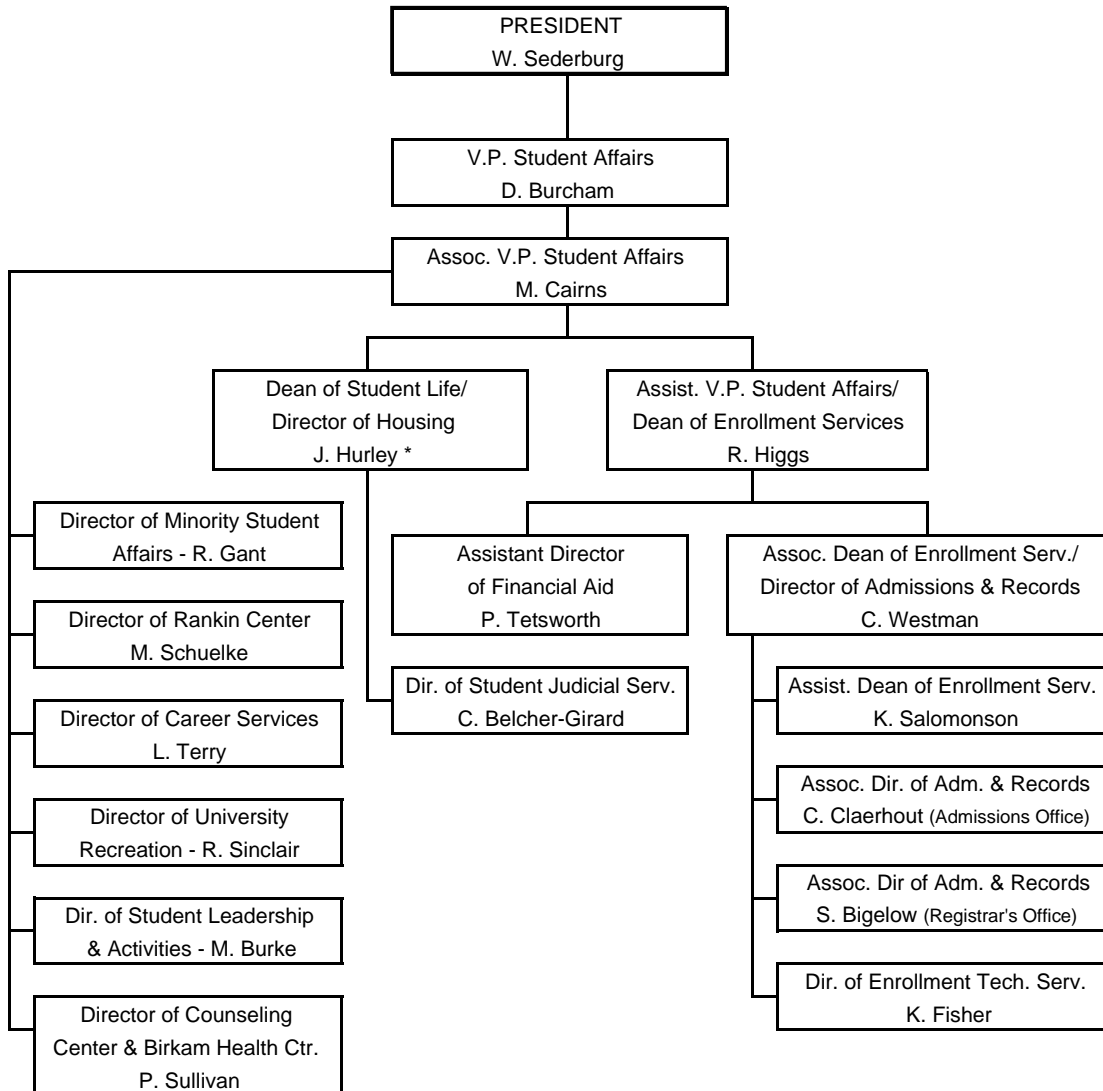 PRESIDENT
W. Sederburg
V.P. Student Affairs
D. Burcham
Assoc. V.P. Student Affairs
M. Cairns
Dean of Student Life/
Director of Housing
J. Hurley *
Assist. V.P. Student Affairs/
Dean of Enrollment Services
R. Higgs
Director of Minority Student
Affairs - R. Gant
Director of Rankin Center
M. Schuelke
Director of Career Services
L. Terry
Director of University
Recreation - R. Sinclair
Dir. of Student Leadership
& Activities - M. Burke
Director of Counseling
Center & Birkam Health Ctr.
P. Sullivan
Assistant Director
of Financial Aid
P. Tetsworth
Dir. of Student Judicial Serv.
C. Belcher-Girard
Assoc. Dean of Enrollment Serv./
Director of Admissions & Records
C. Westman
Assist. Dean of Enrollment Serv.
K. Salomonson
Assoc. Dir. of Adm. & Records
C. Claerhout (Admissions Office)
Assoc. Dir of Adm. & Records
S. Bigelow (Registrar's Office)
Dir. of Enrollment Tech. Serv.
K. Fisher